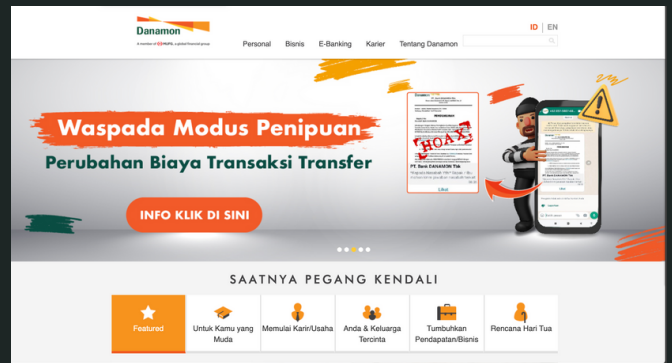 Danamon
A member of MUFG, a global financial group
Personal Bisnis E-Banking Karier Tentang Danamon
ID | EN
Waspada Modus Penipuan
Perubahan Biaya Transaksi Transfer
INFO KLIK DI SINI
Danamon
HOAX
PT. Bank DANAMON Tbk
Lihat
SAATNYA PEGANG KENDALI
Featured
Untuk Kamu yang
Muda
Memulai Karir/Usaha
Anda & Keluarga
Tercinta
Tumbuhkan
Pendapatan/Bisnis
Rencana Hari Tua